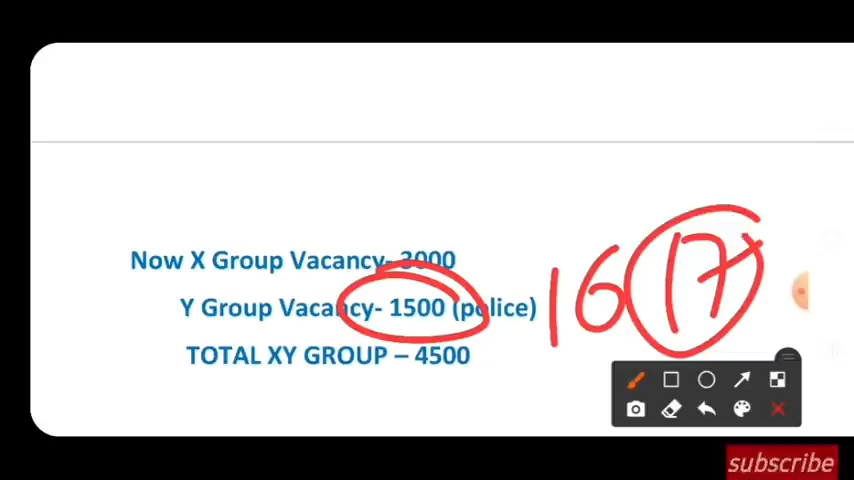 Now X Group Vacancy- 3000
Y Group Vacancy- 1500 (police)
16 17
TOTAL XY GROUP – 4500
subscribe